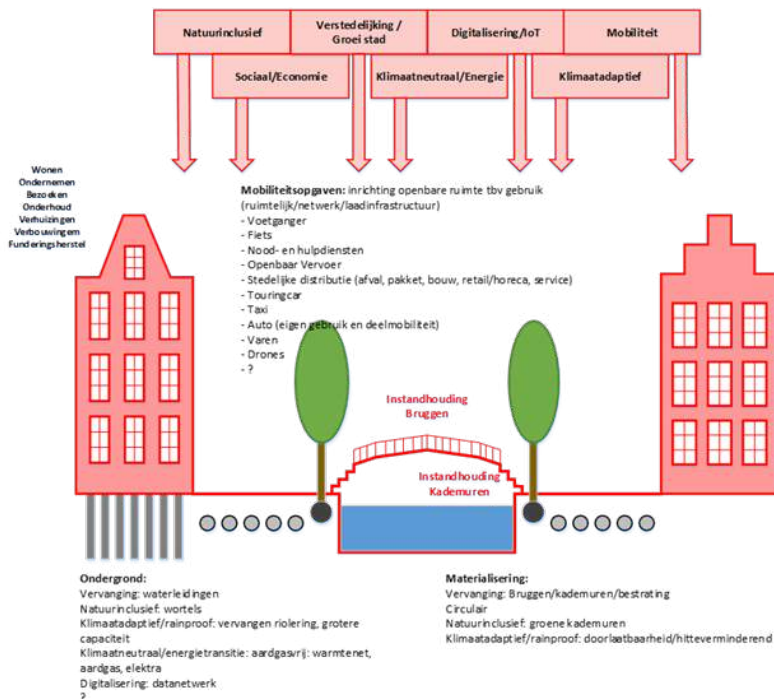 Natuurinclusief
Verstedelijking /
Groei stad
Digitalisering/IoT
Mobiliteit
Sociaal/Economie
Klimaatneutraal/Energie
Klimaatadaptief
Wonen
Ondernemen
Bezoeken
Onderhoud
Verhuizingen
Verbouwingem
Funderingsherstel
Mobiliteitsopgaven: inrichting openbare ruimte tbv gebruik
(ruimtelijk/netwerk/laadinfrastructuur)
- Voetganger
- Fiets
- Nood- en hulpdiensten
- Openbaar Vervoer
- Stedelijke distributie (afval, pakket, bouw, retail/horeca, service)
- Touringcar
- Taxi
- Auto (eigen gebruik en deelmobiliteit)
- Varen
- Drones
- ?
Instandhouding
Bruggen
Instandhouding
Kademuren
Ondergrond:
Vervanging: waterleidingen
Natuurinclusief: wortels
Klimaatadaptief/rainproof: vervangen riolering, grotere
capaciteit
Klimaatneutraal/energietransitie: aardgasvrij: warmtenet,
aardgas, elektra
Digitalisering: datanetwerk
?
Materialisering:
Vervanging: Bruggen/kademuren/bestrating
Circulair
Natuurinclusief: groene kademuren
Klimaatadaptief/rainproof: doorlaatbaarheid/hitteverminderend